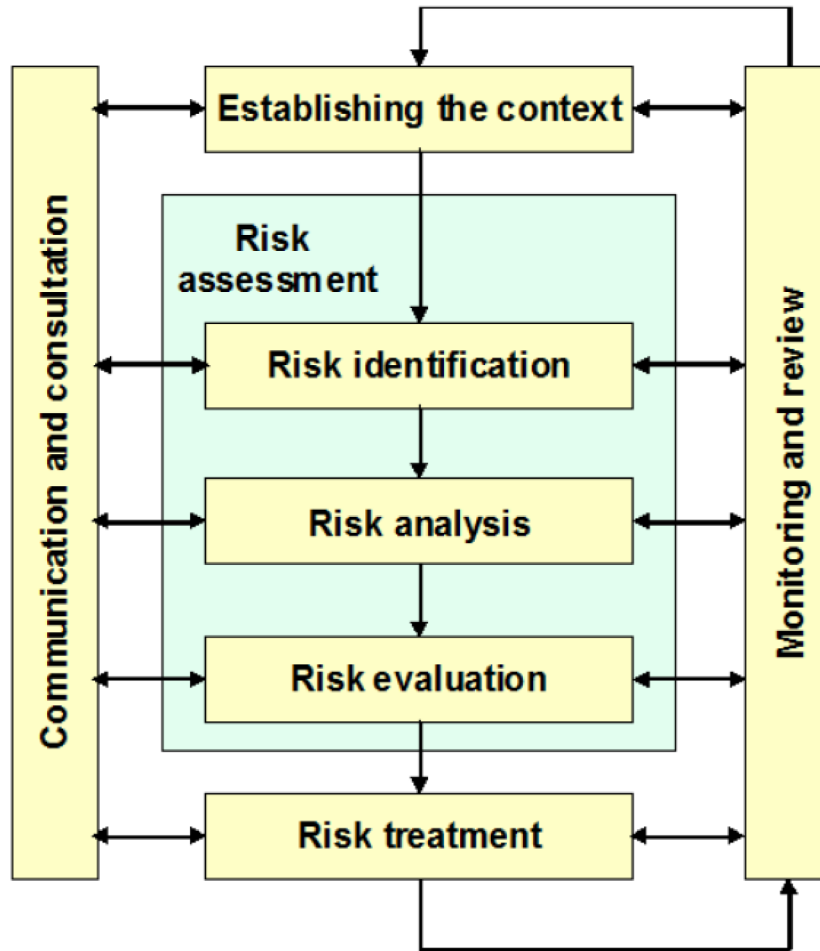 Establishing the context
Communication and consultation
Risk
assessment
Risk identification
Risk analysis
Risk evaluation
Risk treatment
Monitoring and review